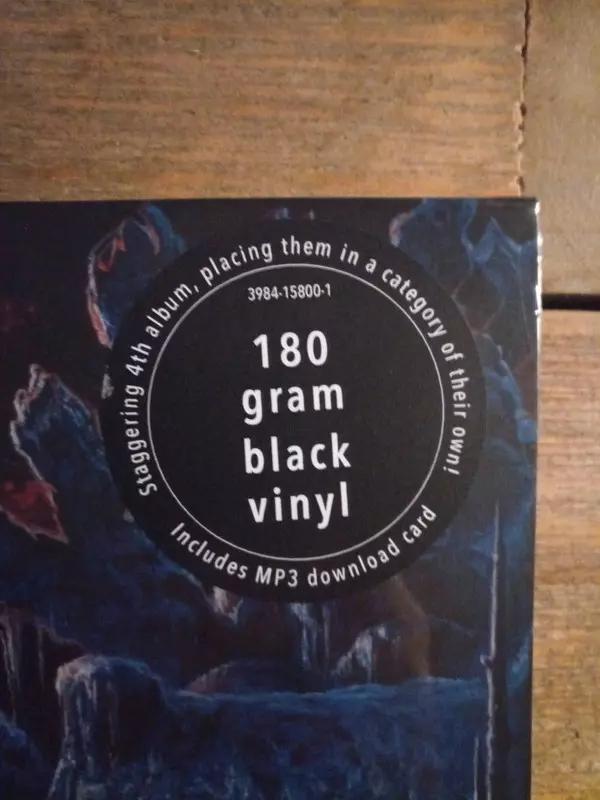 Staggering 4th album, placing them in a category of their own!
3984-15800-1
180
gram
black
vinyl
Includes MP3 download card